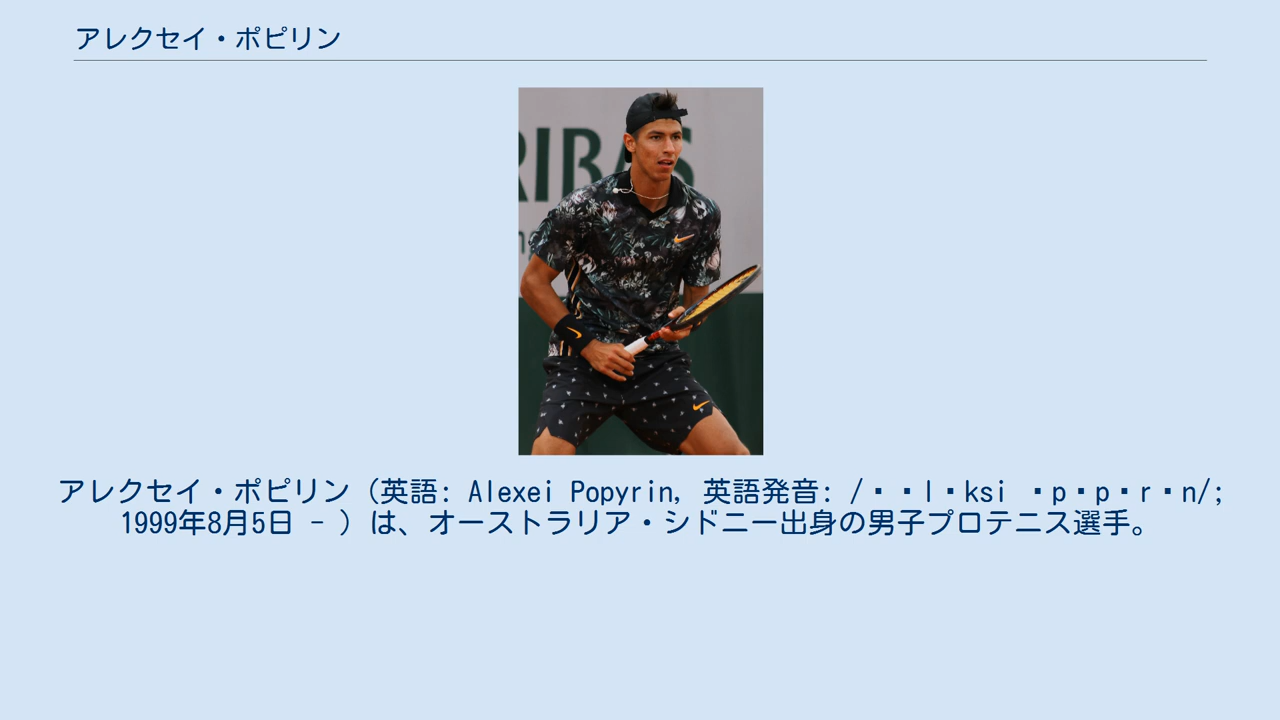 アレクセイ・ポピリン
RIBAS
アレクセイ・ポピリン（英語: Alexei Popyrin, 英語発音: /▪▪l▪ksi ▪p▪p▪r▪n/;
1999年8月5日 - ）は、オーストラリア・シドニー出身の男子プロテニス選手。